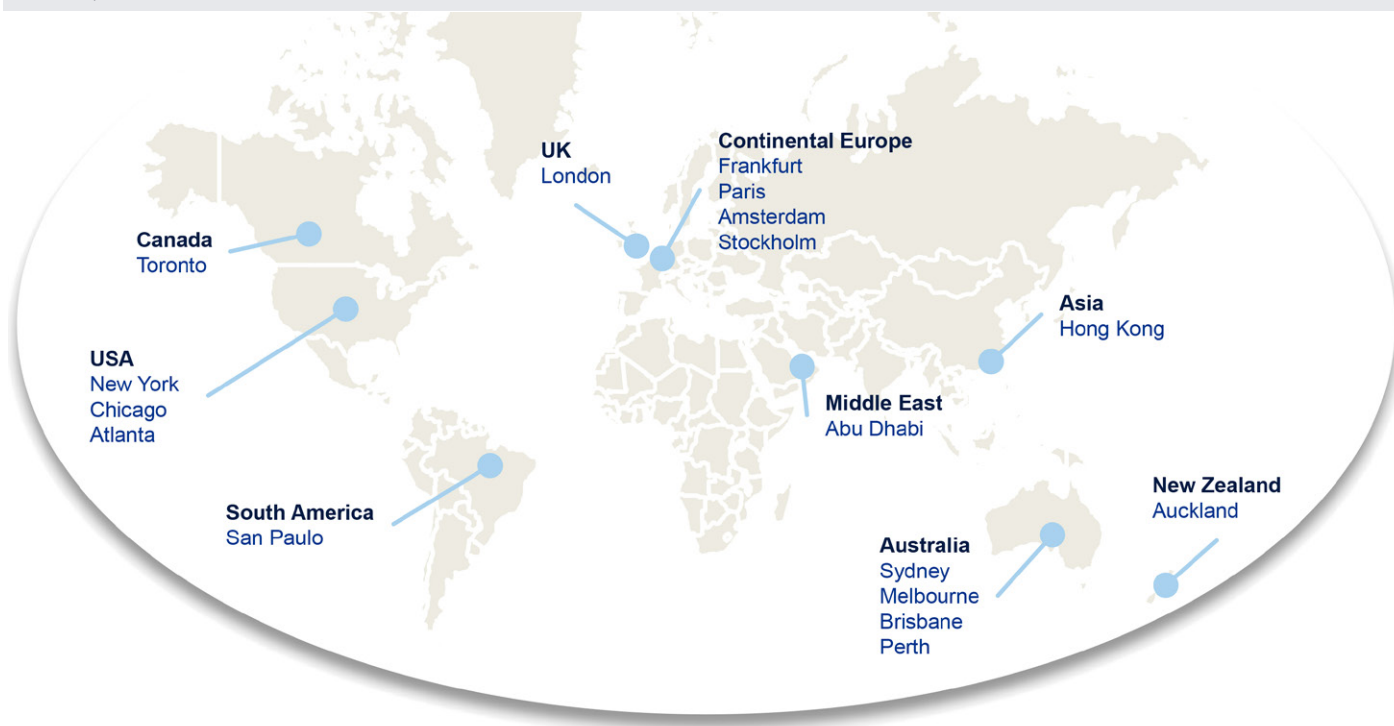 UK
London
Continental Europe
Frankfurt
Paris
Amsterdam
Stockholm
Canada
Toronto
Asia
Hong Kong
USA
New York
Chicago
Atlanta
Middle East
Abu Dhabi
South America
San Paulo
New Zealand
Auckland
Australia
Sydney
Melbourne
Brisbane
Perth